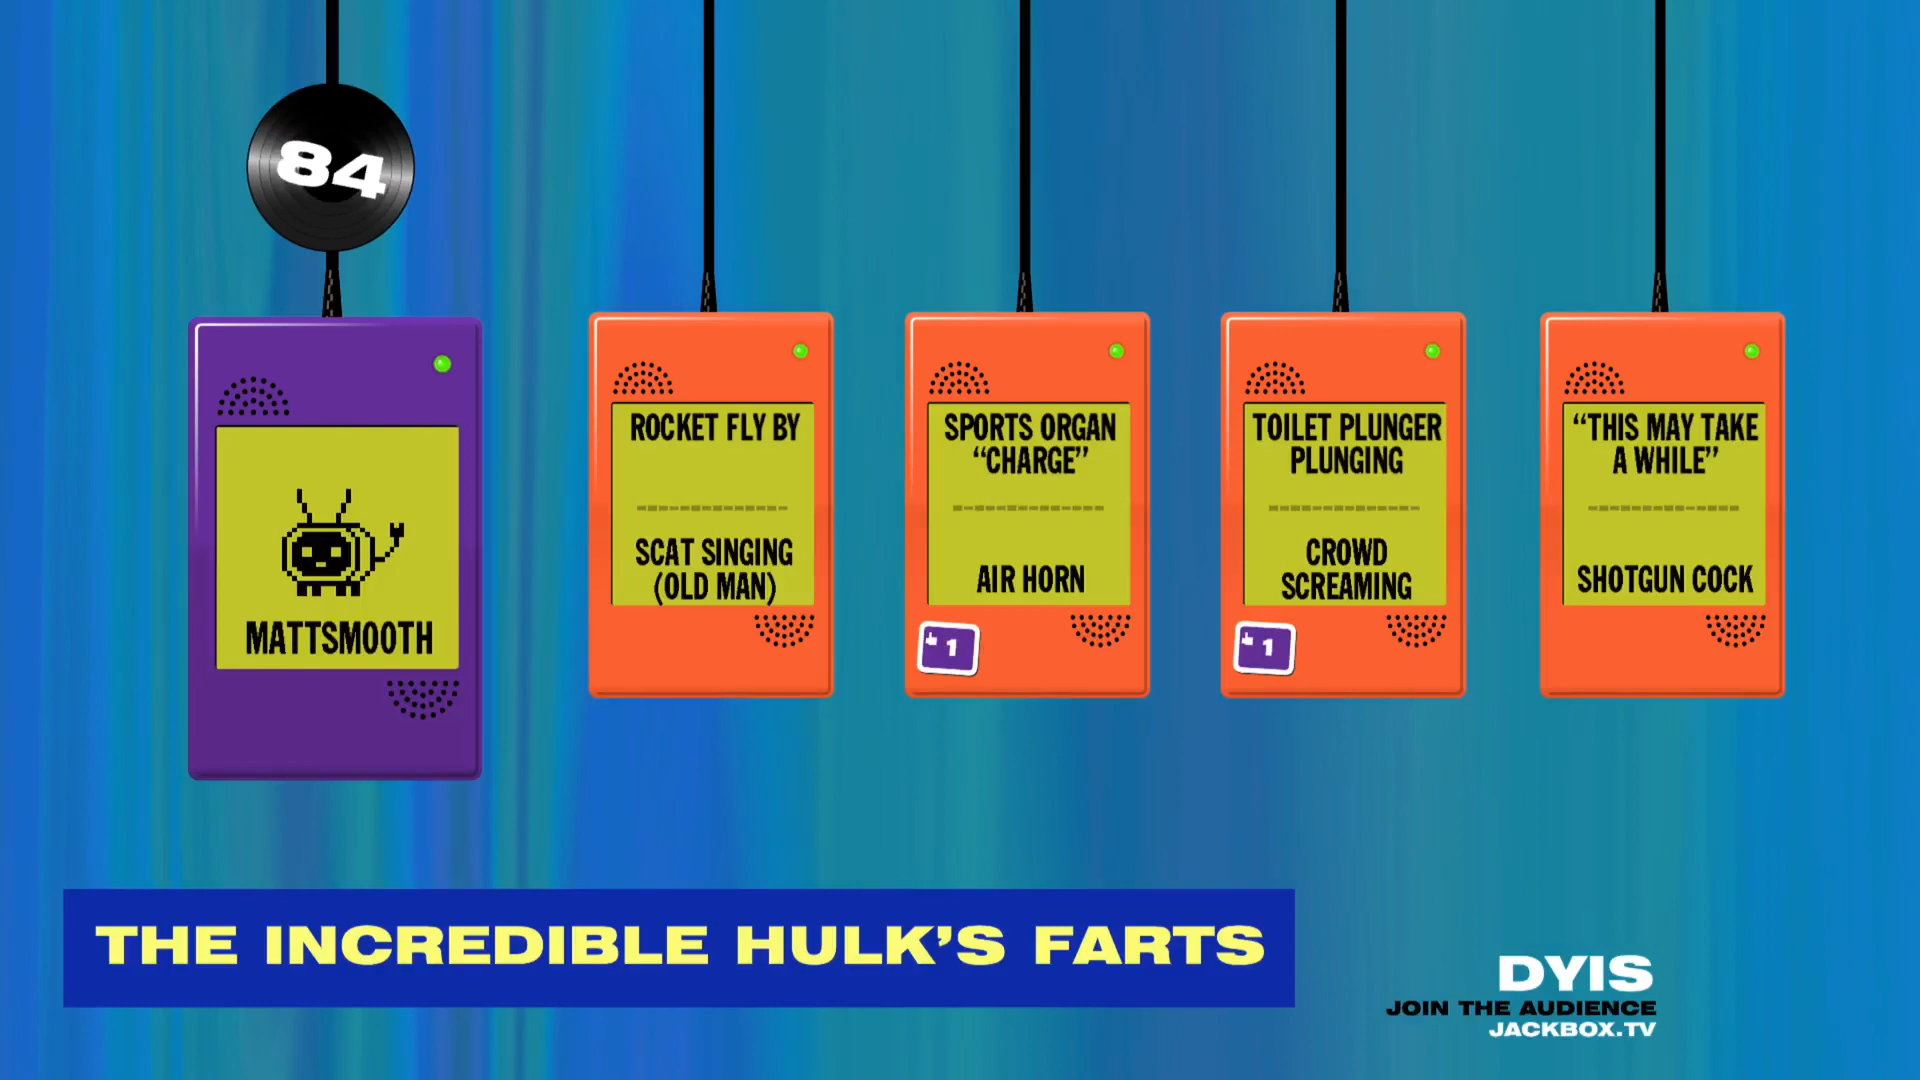 84
MATTSMOOTH
ROCKET FLY BY
SCAT SINGING
(OLD MAN)
SPORTS ORGAN
“CHARGE”
AIR HORN
1
TOILET PLUNGER
PLUNGING
CROWD
SCREAMING
1
“THIS MAY TAKE
A WHILE”
SHOTGUN COCK
THE INCREDIBLE HULK’S FARTS
DYIS
JOIN THE AUDIENCE
JACKBOX.TV